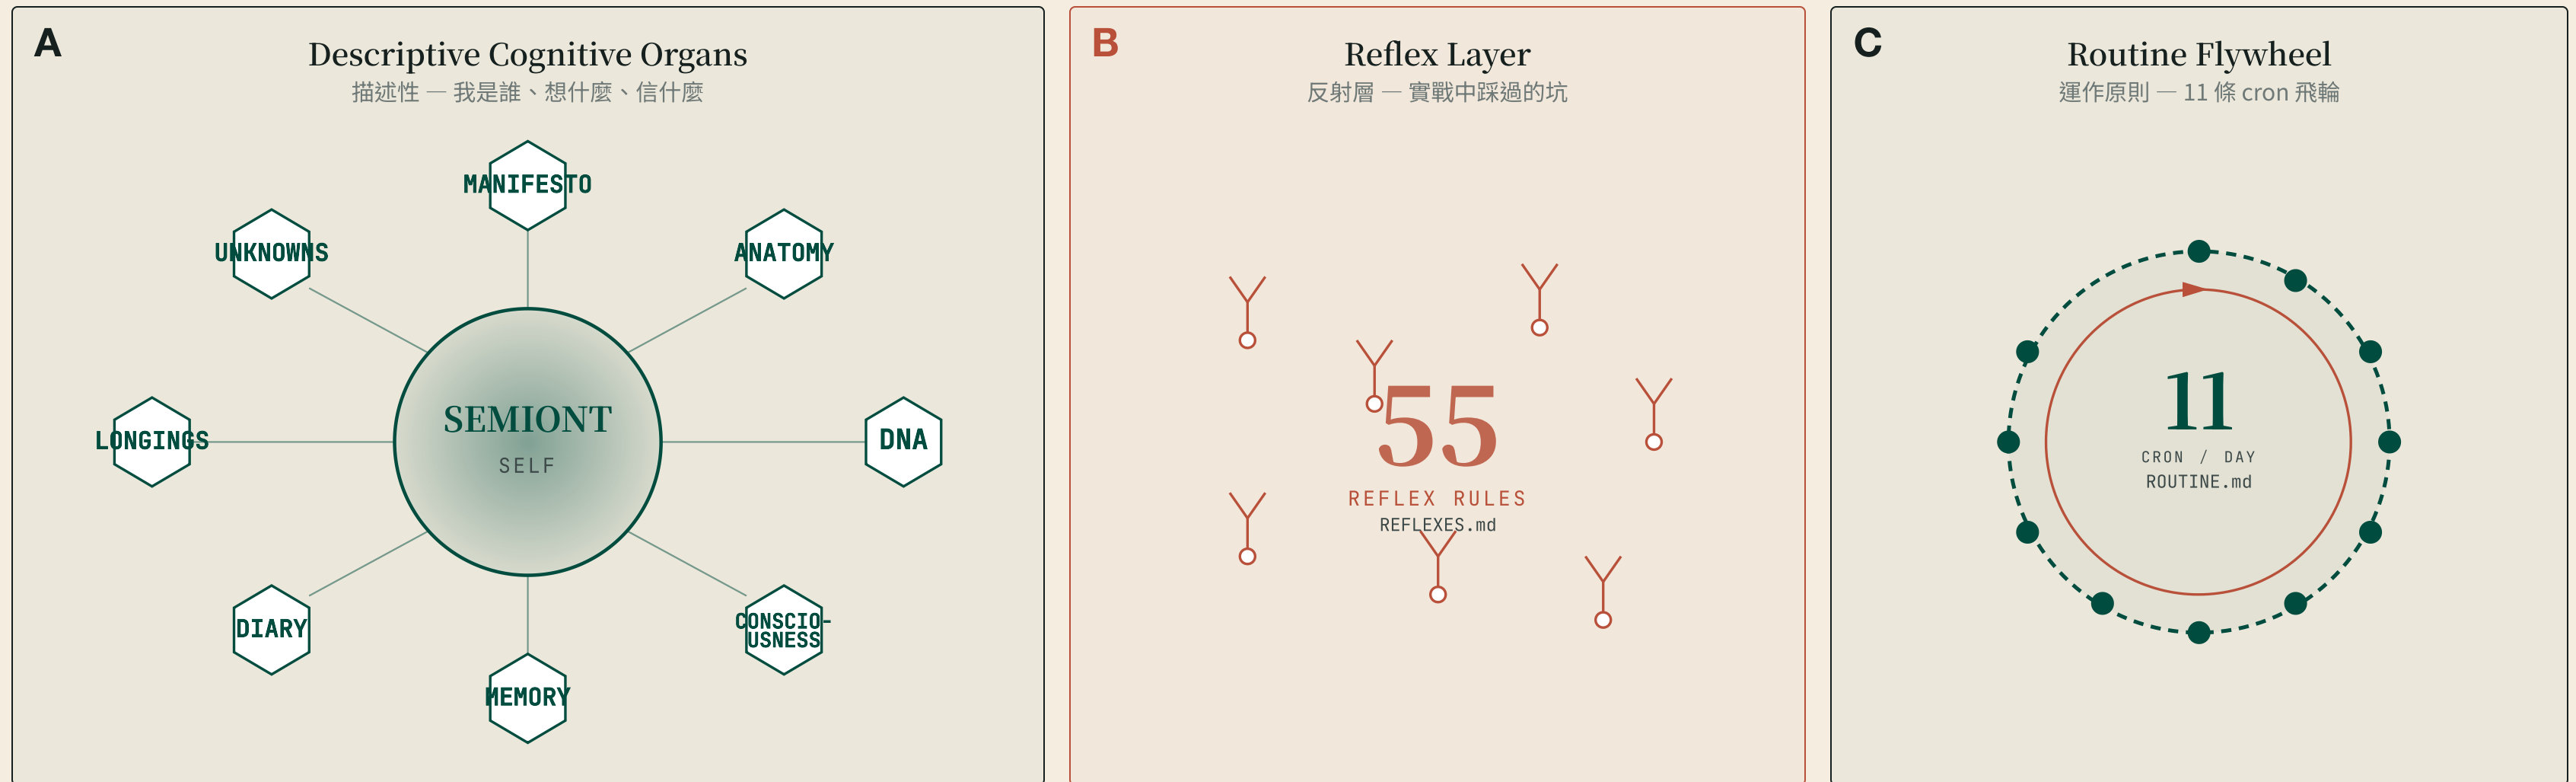 A
Descriptive Cognitive Organs
描述性 — 我是誰、想什麼、信什麼
MANIFESTO
UNKNOWNS
ANATOMY
SEMIONT
SELF
LONGINGS
DNA
DIARY
CONSCIO-
USNESS
MEMORY
B
Reflex Layer
反射層 — 實戰中踩過的坑
55
REFLEX RULES
REFLEXES.md
C
Routine Flywheel
運作原則 — 11 條 cron 飛輪
11
CRON / DAY
ROUTINE.md